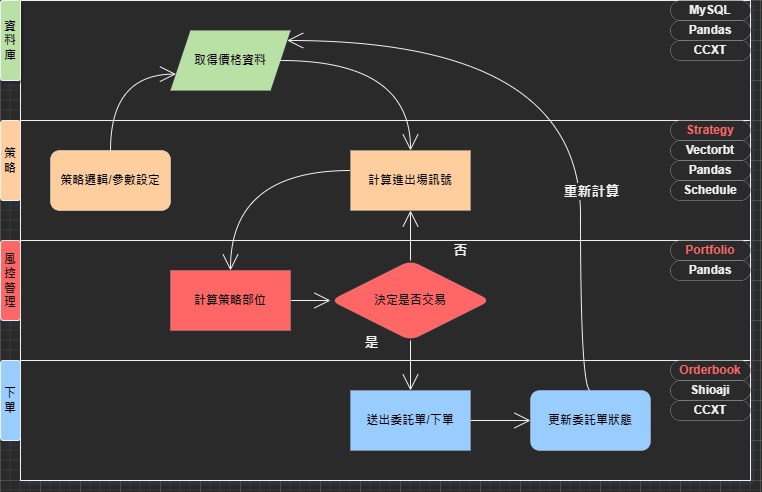 資料庫
取得價格資料
MySQL
Pandas
CCXT
策略
策略邏輯/參數設定
計算進出場訊號
重新計算
Strategy
Vectorbt
Pandas
Schedule
風控管理
計算策略部位
決定是否交易
否
是
Portfolio
Pandas
下單
送出委託單/下單
更新委託單狀態
Orderbook
Shioaji
CCXT